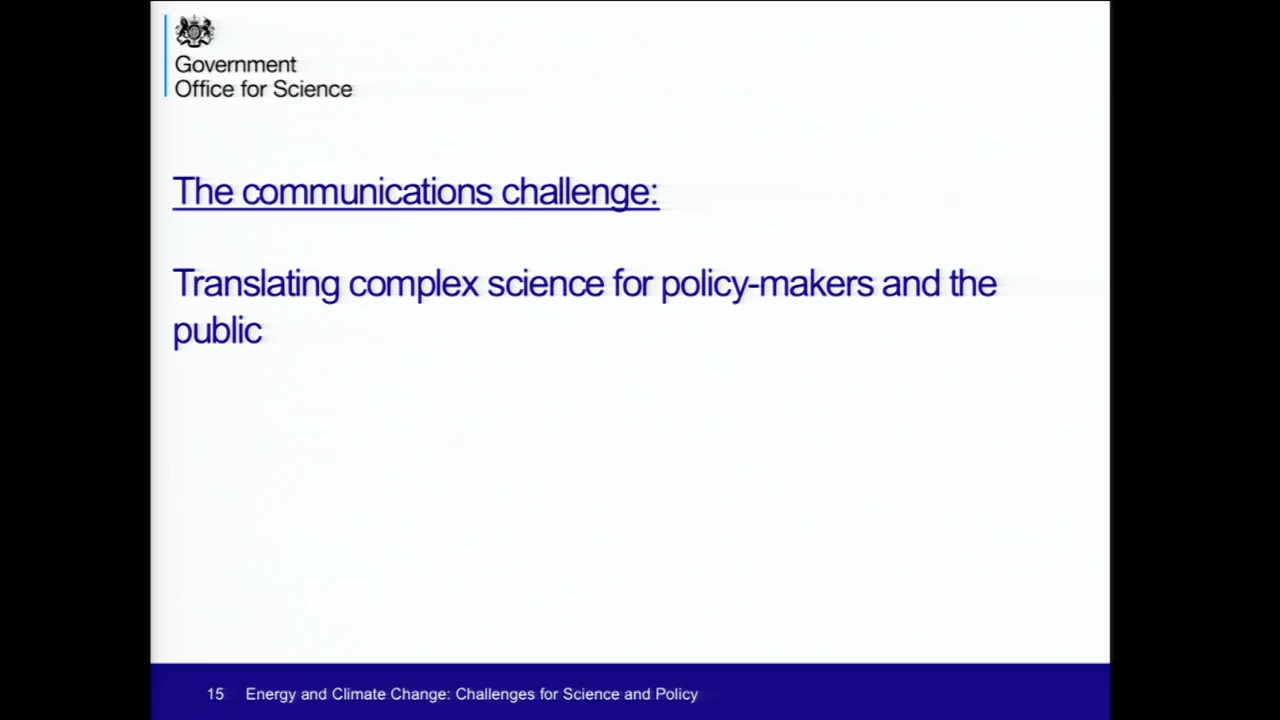 Government
Office for Science
The communications challenge:
Translating complex science for policy-makers and the
public
15 Energy and Climate Change: Challenges for Science and Policy